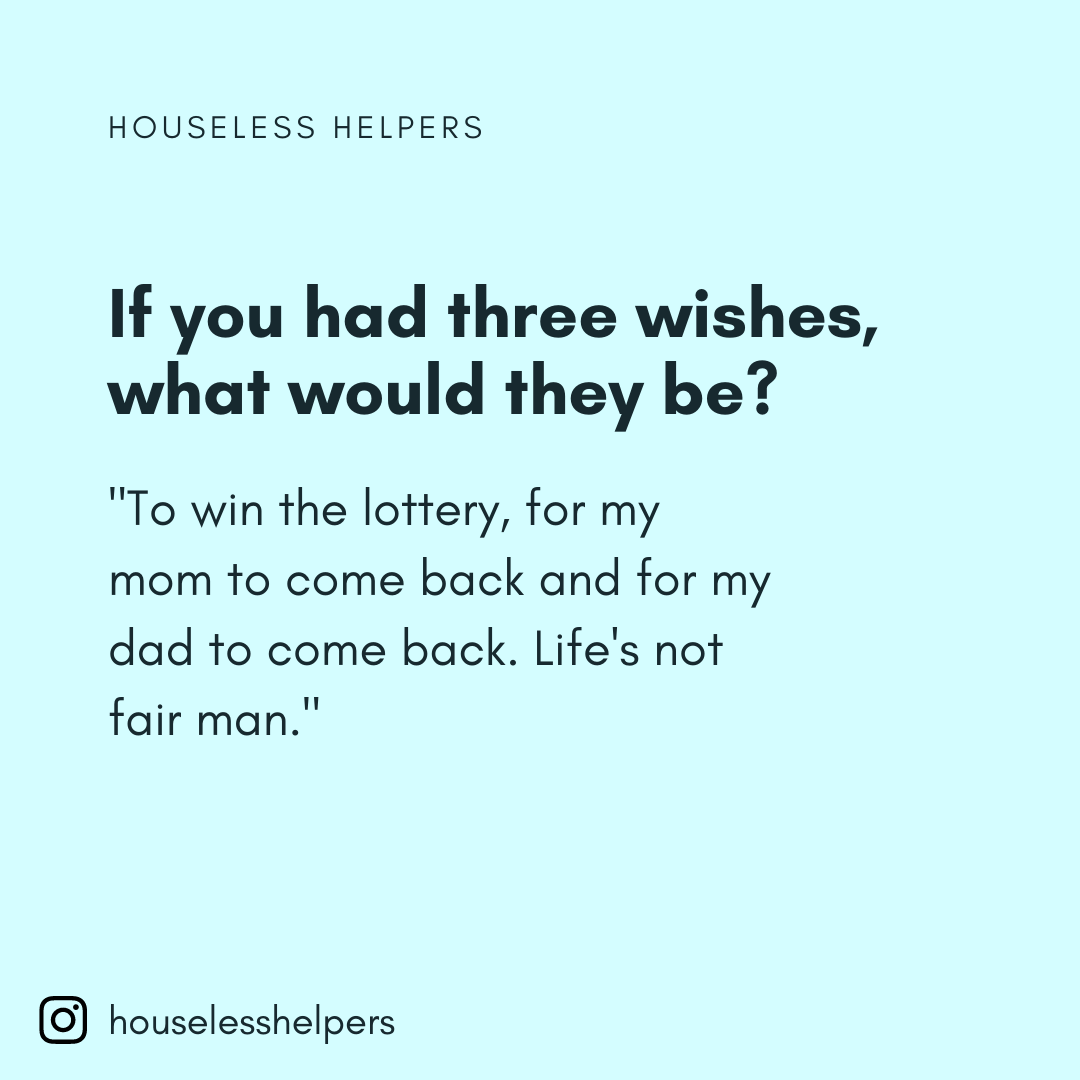 HOUSELESS HELPERS
If you had three wishes,
what would they be?
"To win the lottery, for my
mom to come back and for my
dad to come back. Life's not
fair man."
houselesshelpers